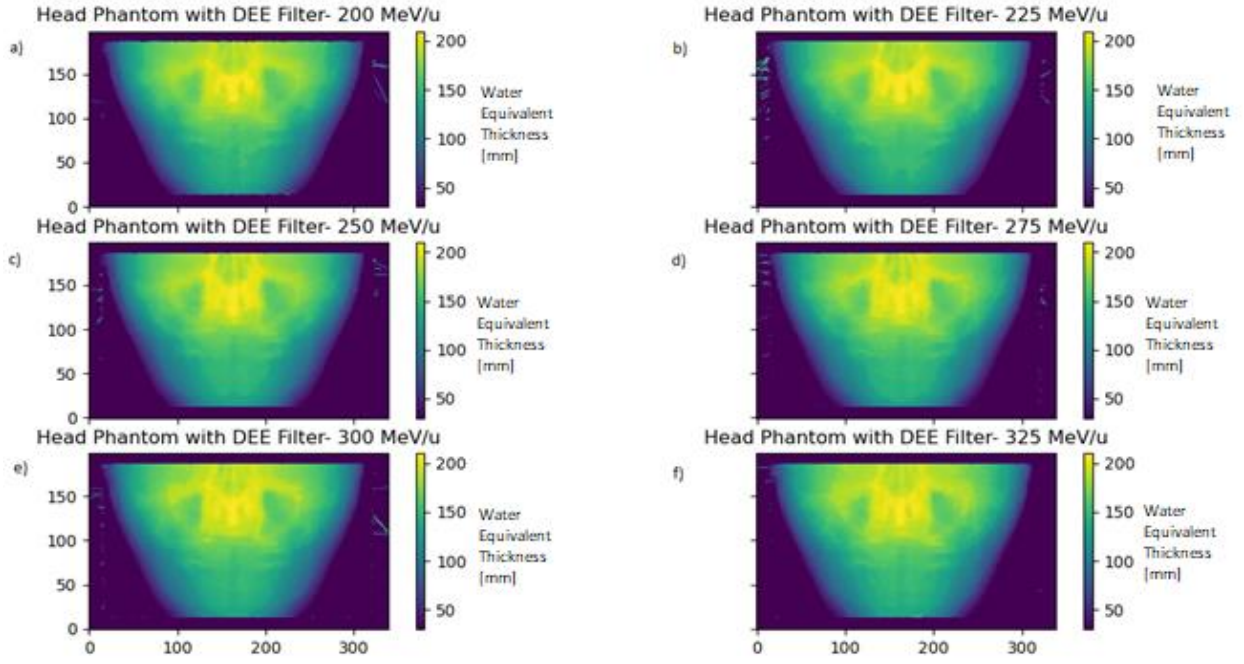 Head Phantom with DEE Filter- 200 MeV/u
a)
150
100
50
0
0
100
200
300
200
150
100
50
Water
Equivalent
Thickness
[mm]
Head Phantom with DEE Filter- 225 MeV/u
b)
200
150
100
50
Water
Equivalent
Thickness
[mm]
Head Phantom with DEE Filter- 250 MeV/u
c)
150
100
50
0
200
150
100
50
Water
Equivalent
Thickness
[mm]
Head Phantom with DEE Filter- 275 MeV/u
d)
200
150
100
50
Water
Equivalent
Thickness
[mm]
Head Phantom with DEE Filter- 300 MeV/u
e)
150
100
50
0
0
100
200
300
200
150
100
50
Water
Equivalent
Thickness
[mm]
Head Phantom with DEE Filter- 325 MeV/u
f)
0
100
200
300
200
150
100
50
Water
Equivalent
Thickness
[mm]